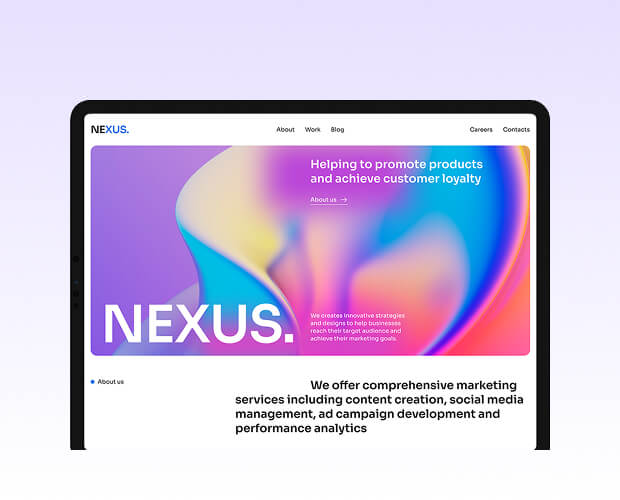 NEXUS.
About Work Blog
Careers Contacts
Helping to promote products
and achieve customer loyalty
About us →
NEXUS.
We creates innovative strategies
and designs to help businesses
reach their target audience and
achieve their marketing goals.
About us
We offer comprehensive marketing
services including content creation, social media
management, ad campaign development and
performance analytics